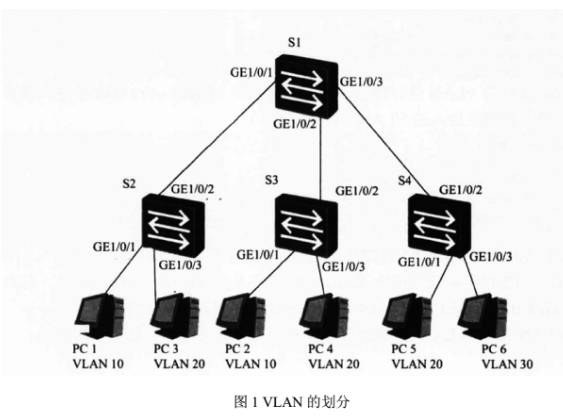 S1
GE1/0/1
GE1/0/3
GE1/0/2
S2
GE1/0/2
S3
GE1/0/2
S4
GE1/0/2
GE1/0/1
GE1/0/3
GE1/0/1
GE1/0/3
GE1/0/1
GE1/0/3
PC 1
VLAN 10
PC 3
VLAN 20
PC 2
VLAN 10
PC 4
VLAN 20
PC 5
VLAN 20
PC 6
VLAN 30
图 1 VLAN 的划分